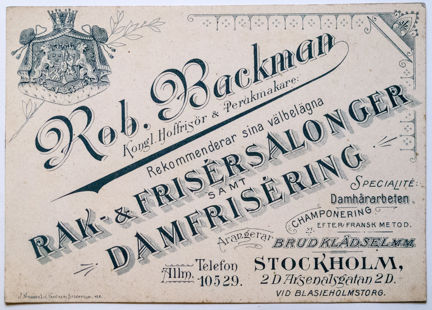 Rob. Backman
Kongl. Hoffrisör & Perukmakare:
Rekommenderar sina välbelägna
RAK- & FRISÉRSALONGER
SAMT
DAMFRISÉRING
SPECIALITÉ:
Damhårarbeten
CHAMPONERING
EFTER FRANSK METOD.
Arangerar
BRUDKLÄDSEL M.M.
Allm. Telefon
10529.
STOCKHOLM,
2 D Arsenalsgatan 2 D.
VID BLASIEHOLMSTORG.